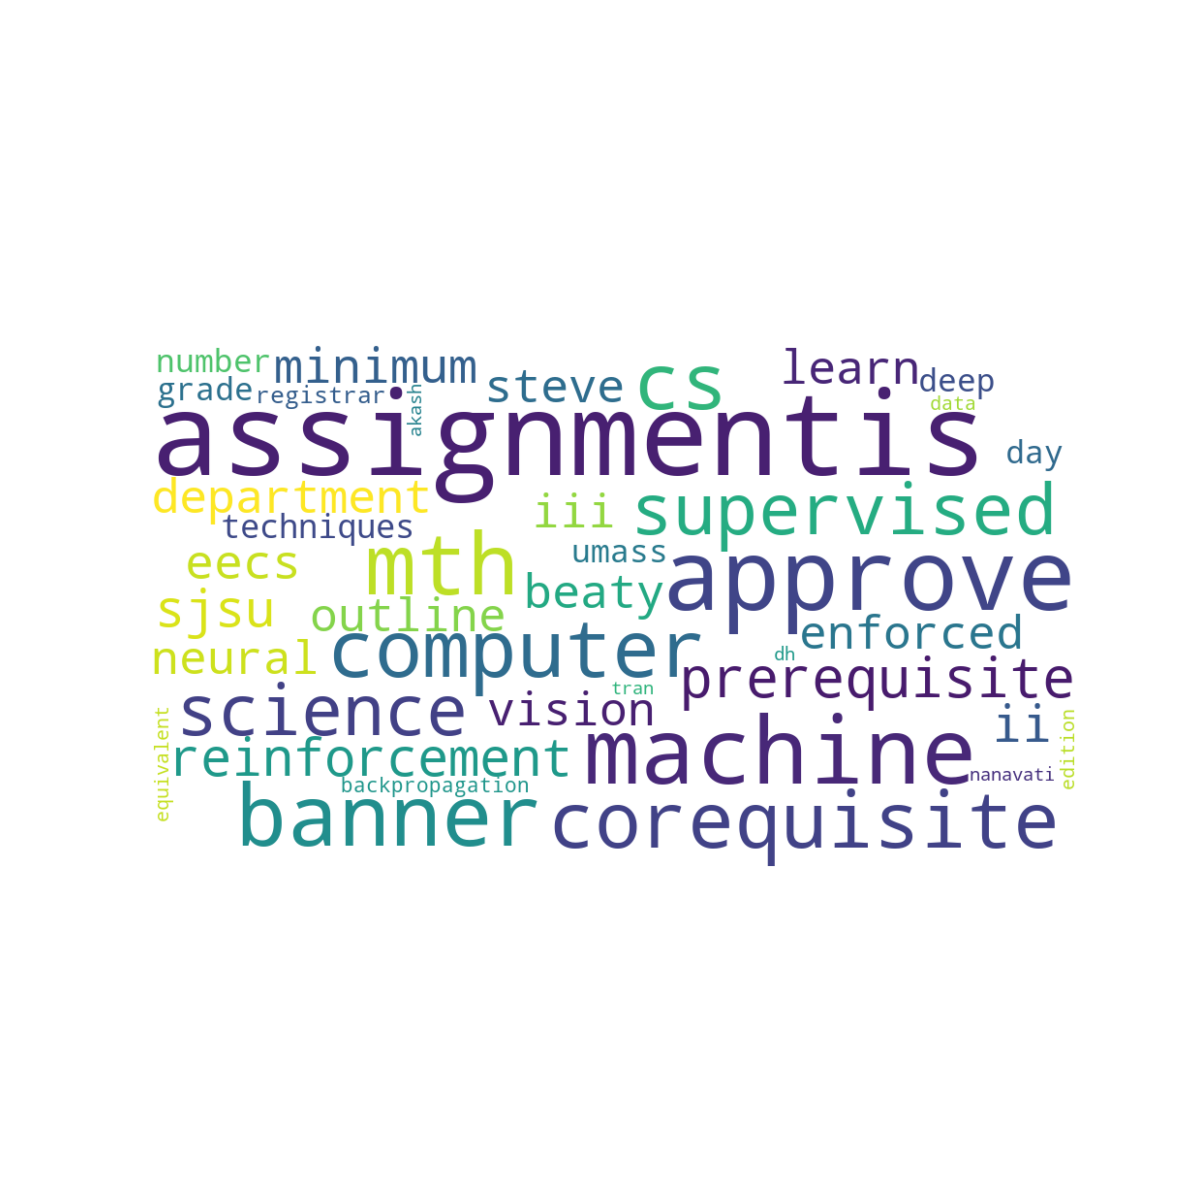 number minimum steve cs learn deep
grade registrar akash data
assignmentis day
department iii supervised
techniques umass
eecs mth beaty approve
sjsu outline enforced
neural computer dh prerequisite
science vision tran ii
reinforcement machine nanavati
equivalent backpropagation edition
banner corequisite